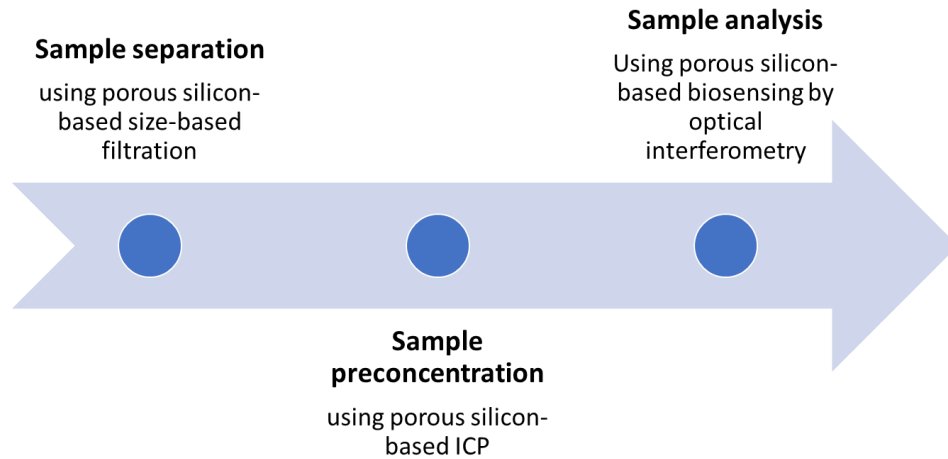 Sample separation
using porous silicon-
based size-based
filtration
Sample
preconcentration
using porous silicon-
based ICP
Sample analysis
Using porous silicon-
based biosensing by
optical
interferometry